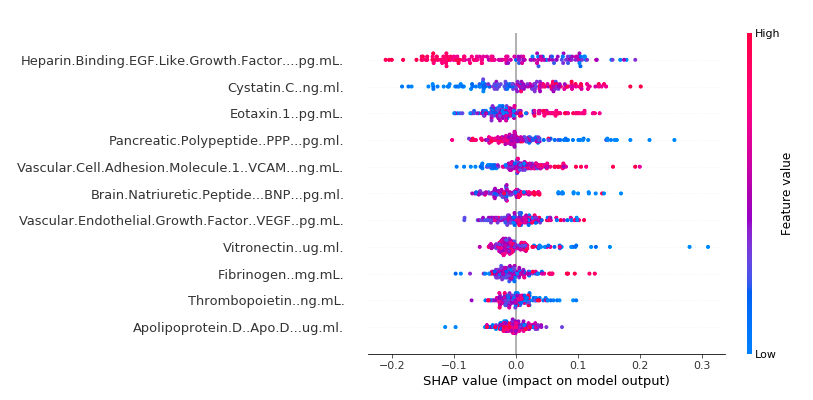 High
Heparin.Binding.EGF.Like.Growth.Factor....pg.mL.
Cystatin.C..ng.ml.
Eotaxin.1..pg.mL.
Pancreatic.Polypeptide..PPP...pg.ml.
Vascular.Cell.Adhesion.Molecule.1..VCAM...ng.mL.
Brain.Natriuretic.Peptide...BNP...pg.ml.
Vascular.Endothelial.Growth.Factor..VEGF..pg.mL.
Vitronectin..ug.ml.
Fibrinogen..mg.mL.
Thrombopoietin..ng.mL.
Apolipoprotein.D..Apo.D...ug.ml.
Feature value
Low
−0.2 −0.1 0.0 0.1 0.2 0.3
SHAP value (impact on model output)